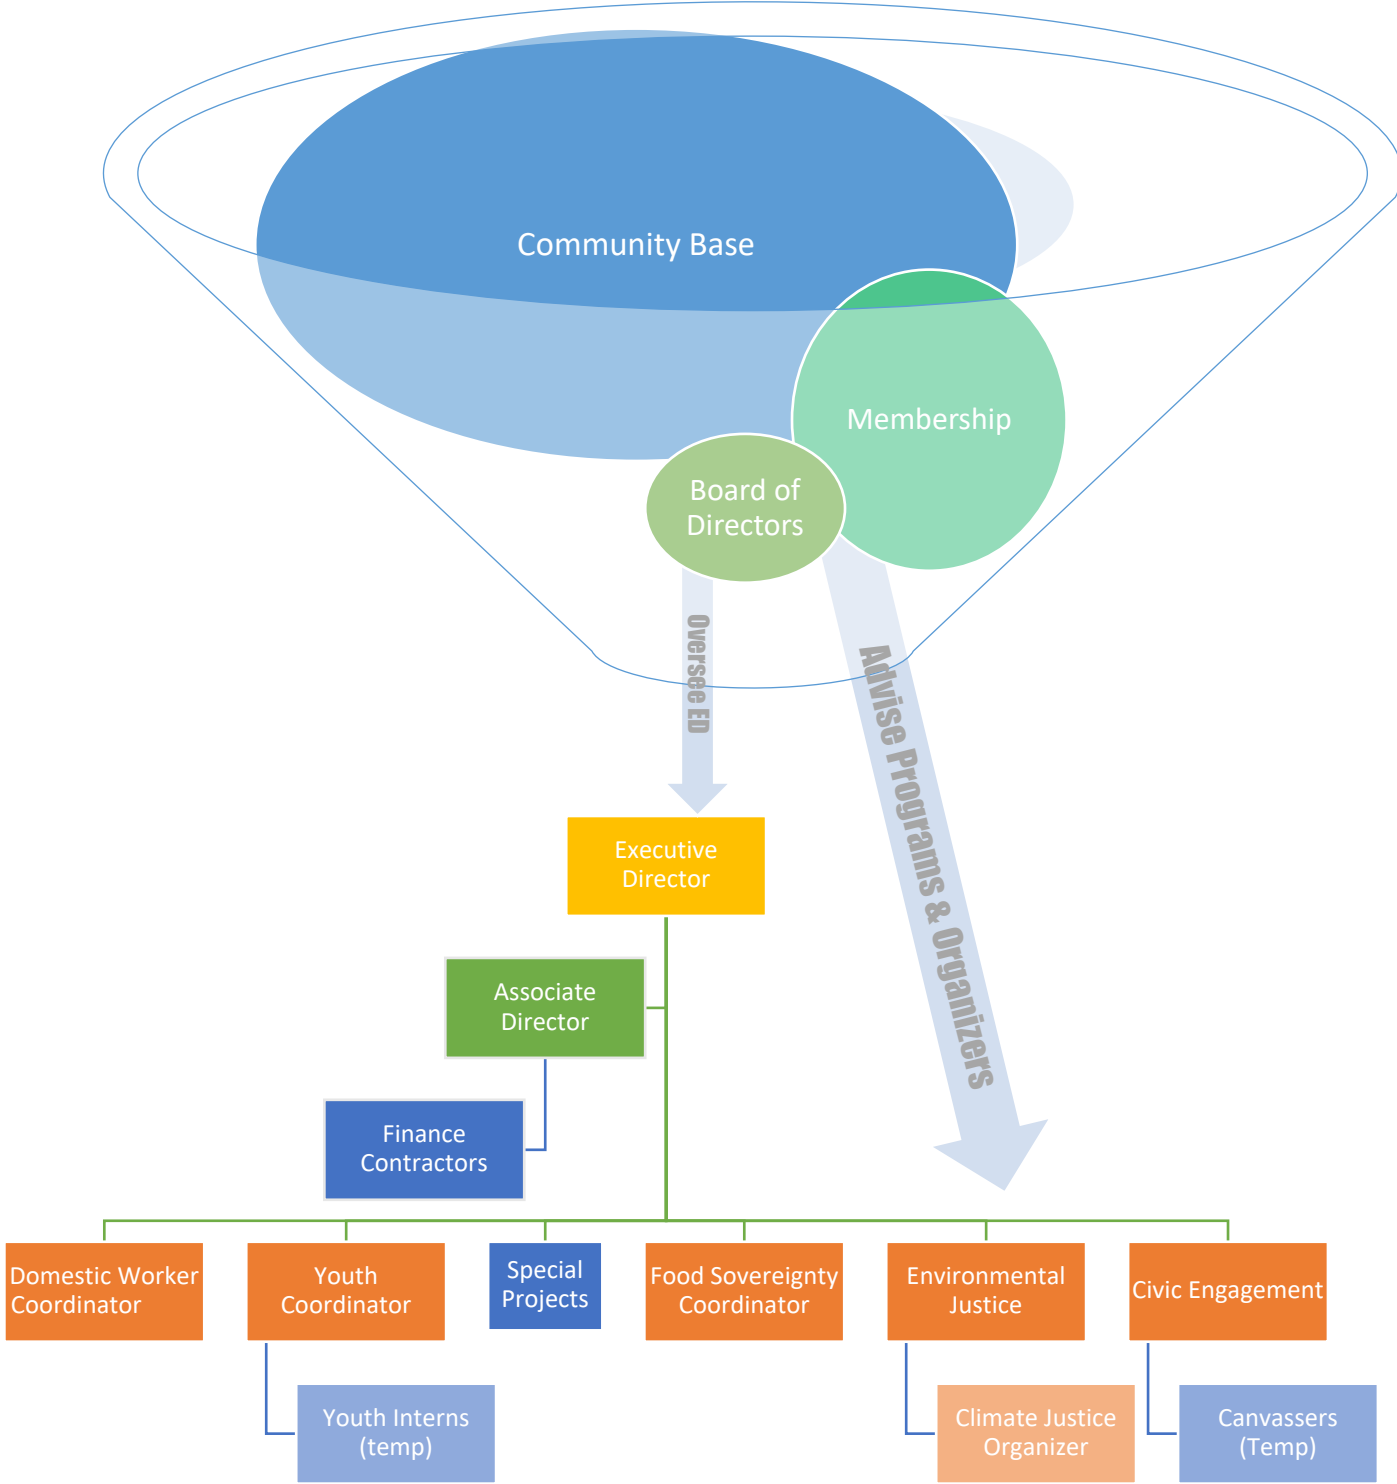 Community Base
Membership
Board of
Directors
Oversee ED
Advise Programs & Organizers
Executive
Director
Associate
Director
Finance
Contractors
Domestic Worker
Coordinator
Youth
Coordinator
Special
Projects
Food Sovereignty
Coordinator
Environmental
Justice
Civic Engagement
Youth Interns
(temp)
Climate Justice
Organizer
Canvassers
(Temp)